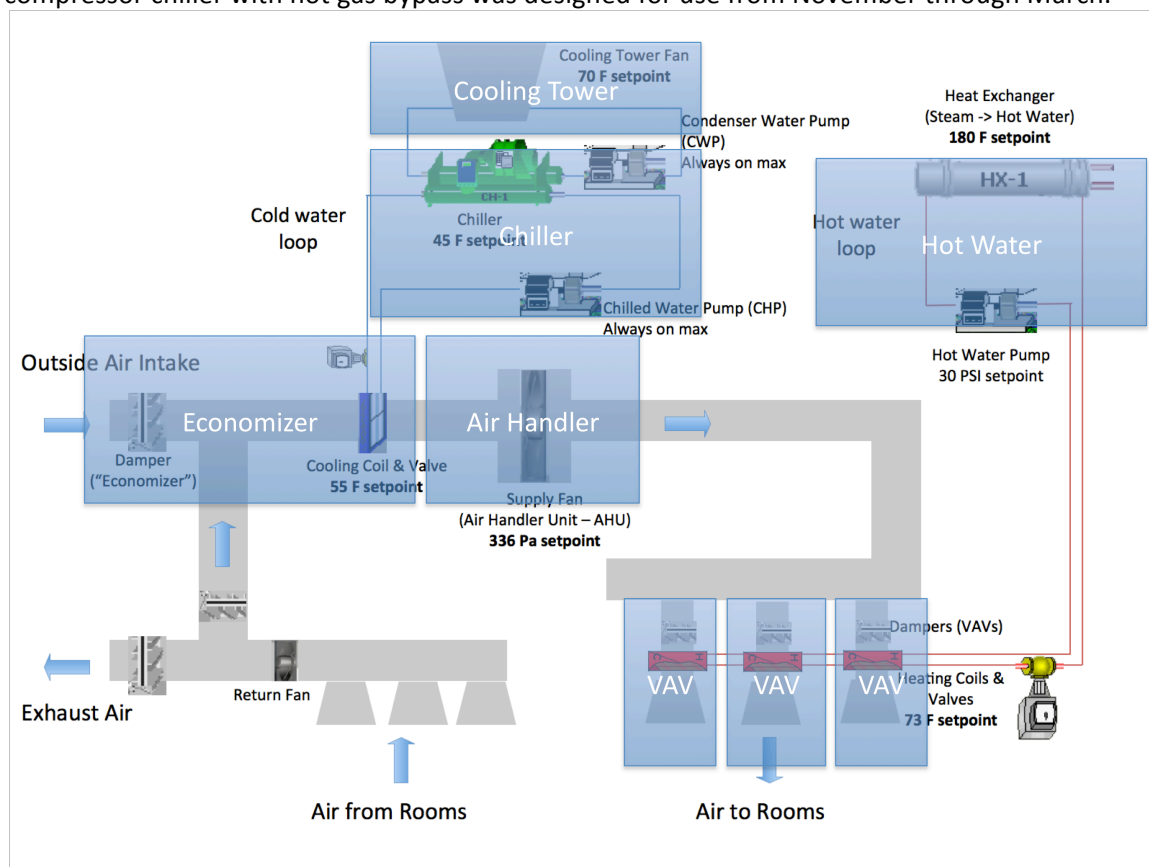 compressor chiller with hot gas bypass was designed for use from November through March.
Cooling Tower Fan
70 F setpoint
Cooling Tower
Condenser Water Pump
(CWP)
Always on max
Heat Exchanger
(Steam -> Hot Water)
180 F setpoint
HX-1
CH-1
Cold water
loop
Chiller
45 F setpoint
Chiller
Hot water
loop
Hot Water
Chilled Water Pump (CHP)
Always on max
Hot Water Pump
30 PSI setpoint
Outside Air Intake
Economizer
Air Handler
Damper
("Economizer")
Cooling Coil & Valve
55 F setpoint
Supply Fan
(Air Handler Unit – AHU)
336 Pa setpoint
Dampers (VAVs)
VAV
VAV
VAV
Heating Coils &
Valves
73 F setpoint
Return Fan
Exhaust Air
Air from Rooms
Air to Rooms